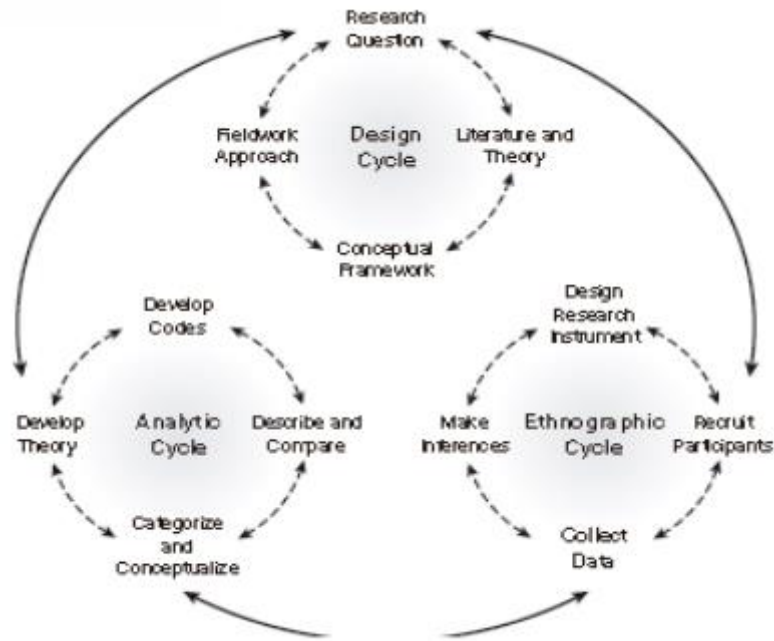 Research
Question
Fieldwork
Approach
Design
Cycle
Literature and
Theory
Conceptual
Framework
Develop
Codes
Develop
Theory
Analytic
Cycle
Describe and
Compare
Categorize
and
Conceptualize
Design
Research
Instrument
Make
Inferences
Ethnographic
Cycle
Recruit
Participants
Collect
Data